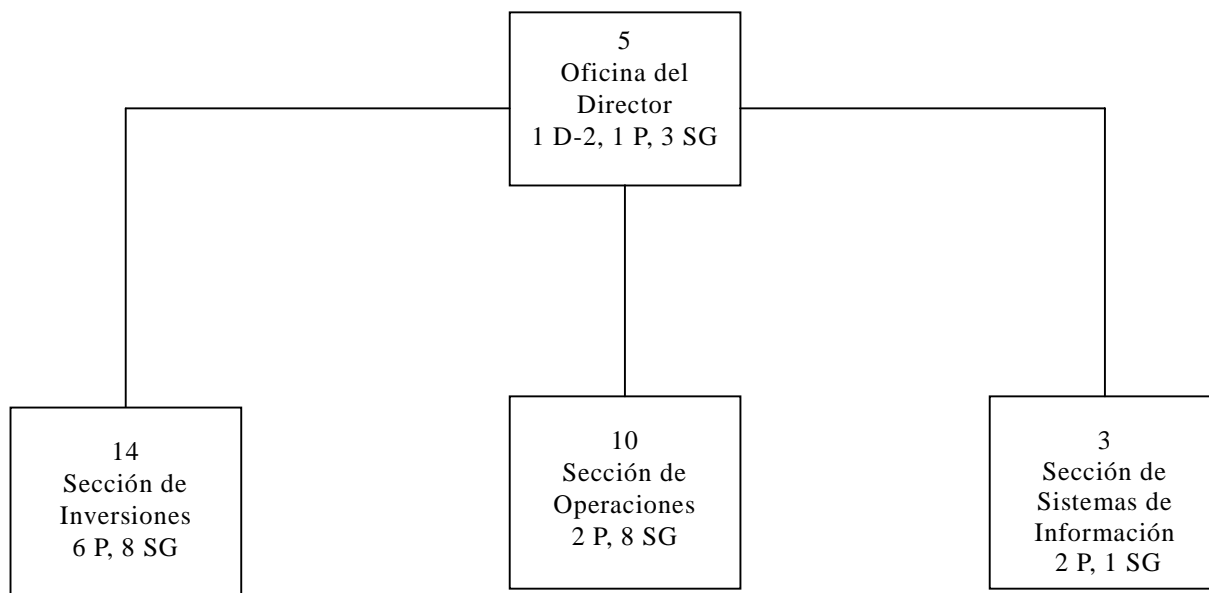 5
Oficina del
Director
1 D-2, 1 P, 3 SG
14
Sección de
Inversiones
6 P, 8 SG
10
Sección de
Operaciones
2 P, 8 SG
3
Sección de
Sistemas de
Información
2 P, 1 SG